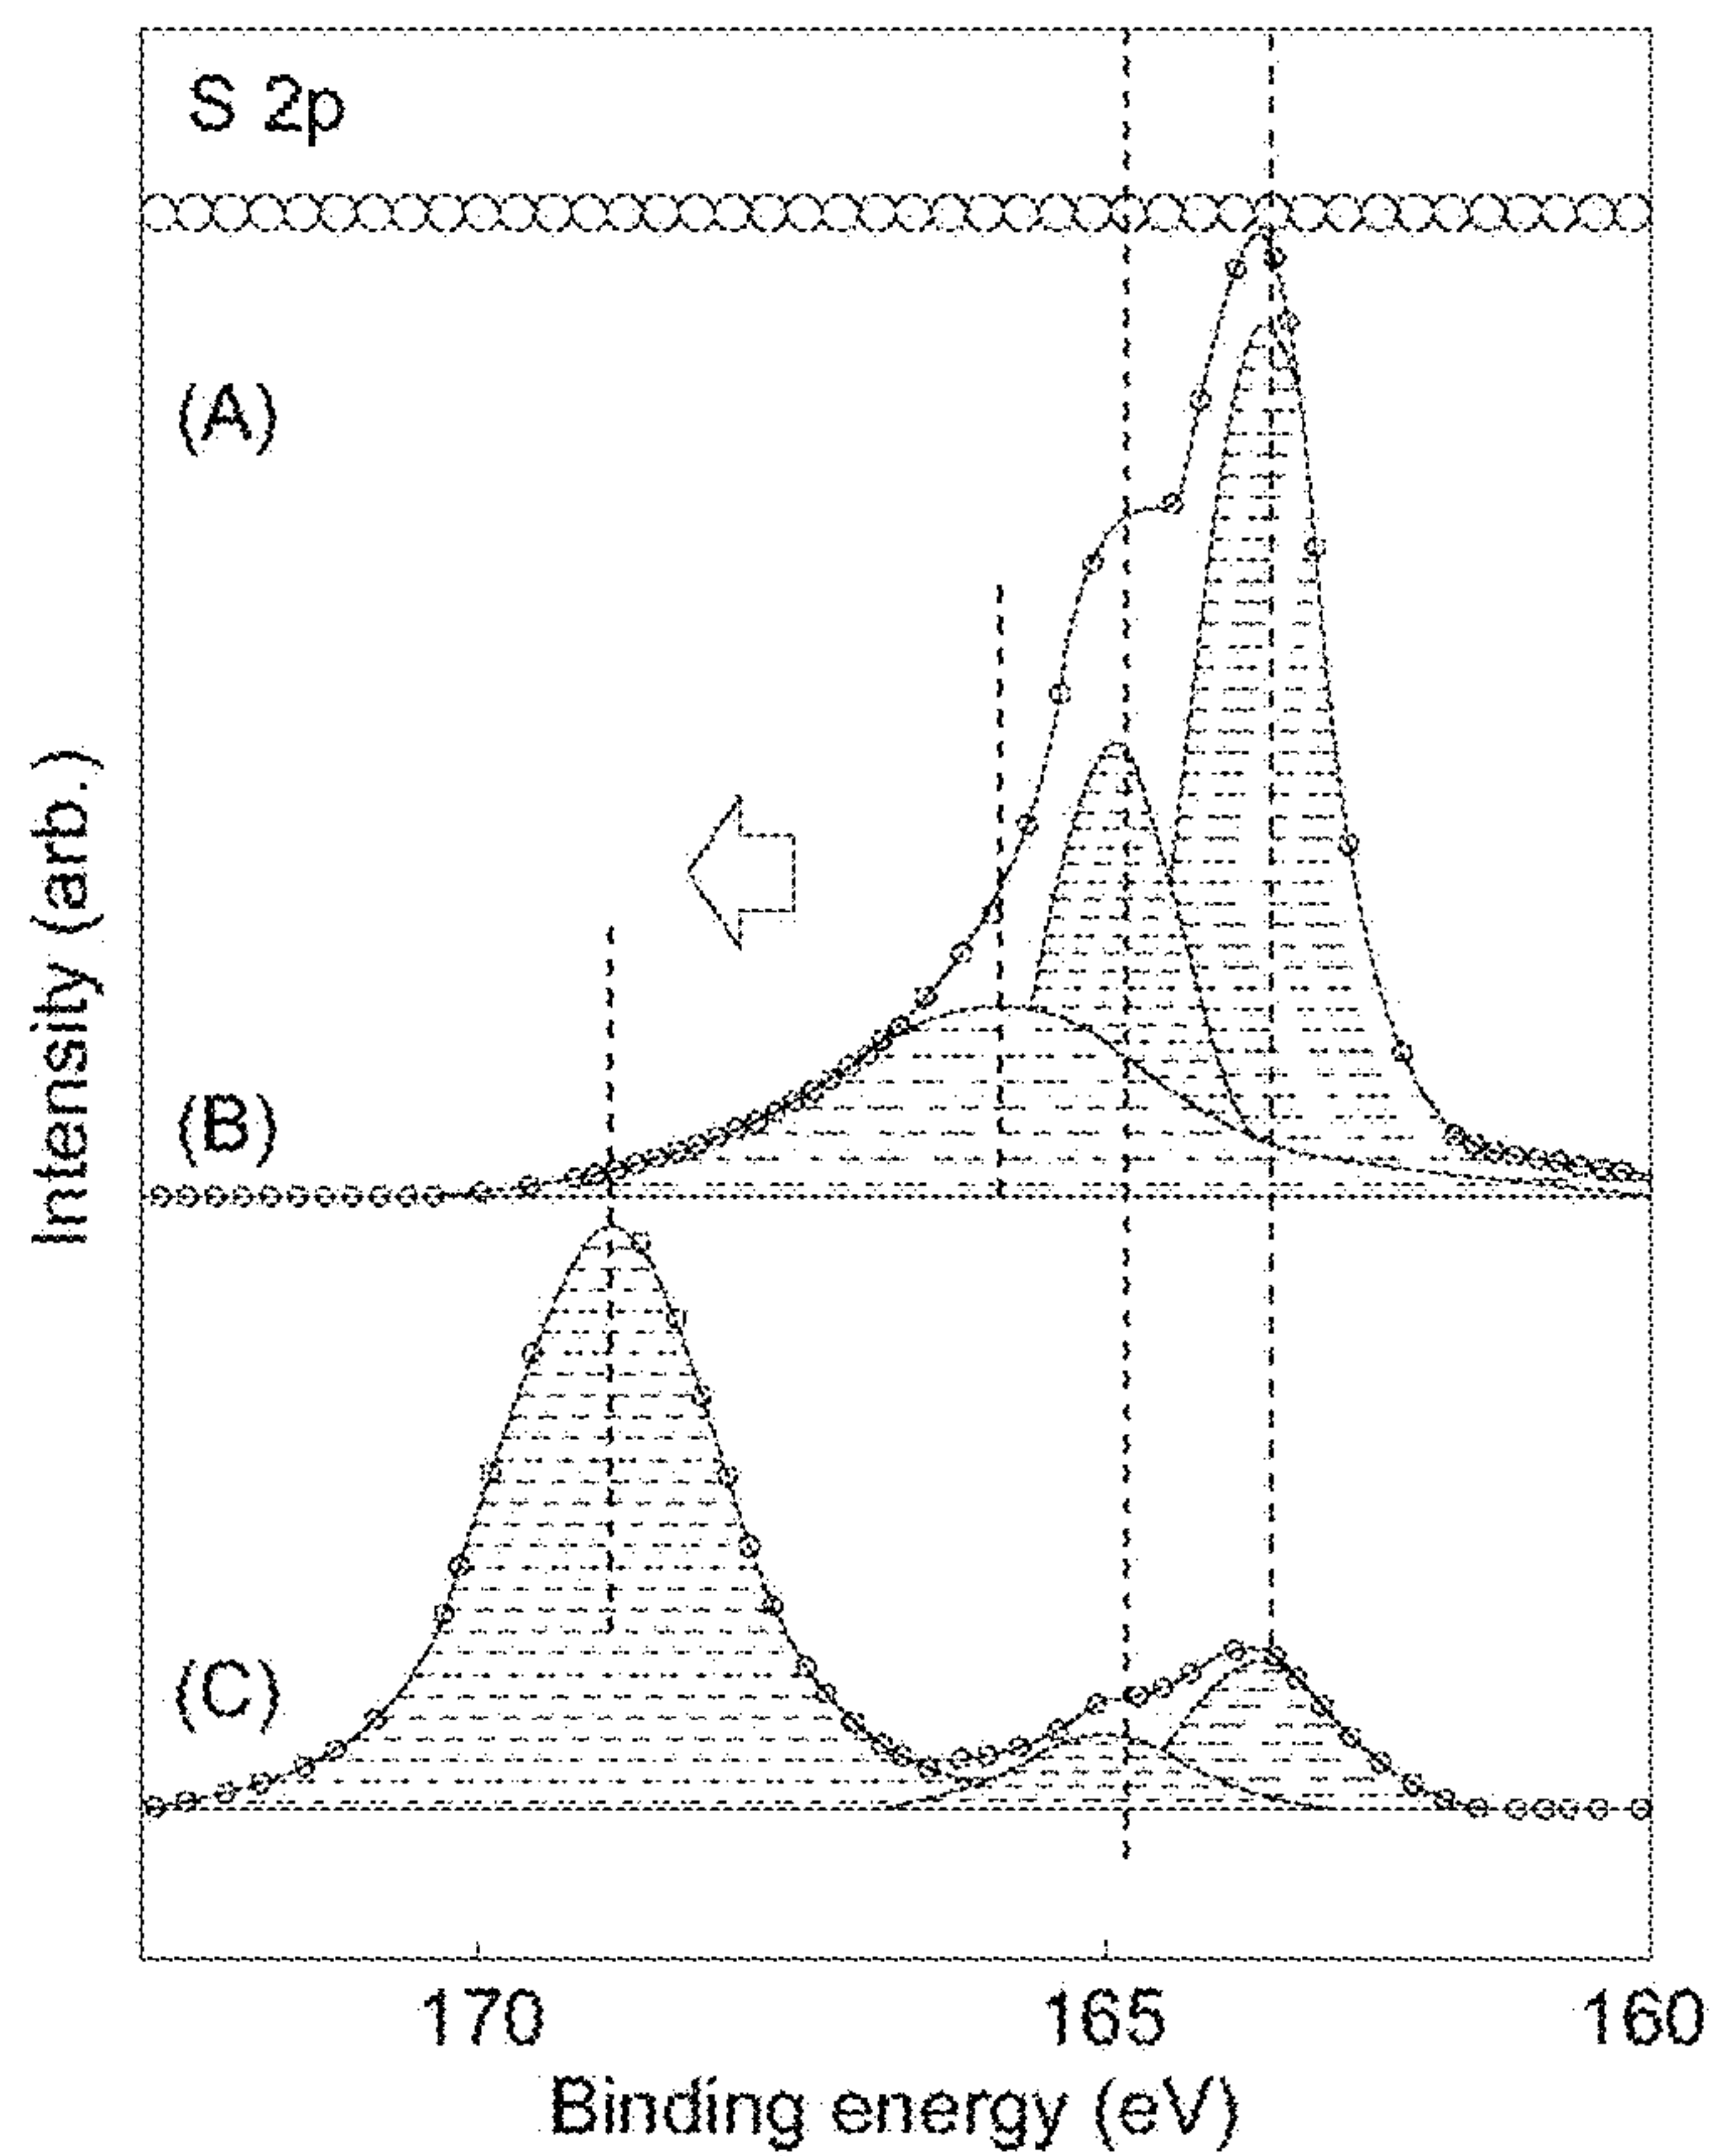 S 2p
(A)
(B)
(C)
Intensity (arb.)
170 165 160
Binding energy (eV)